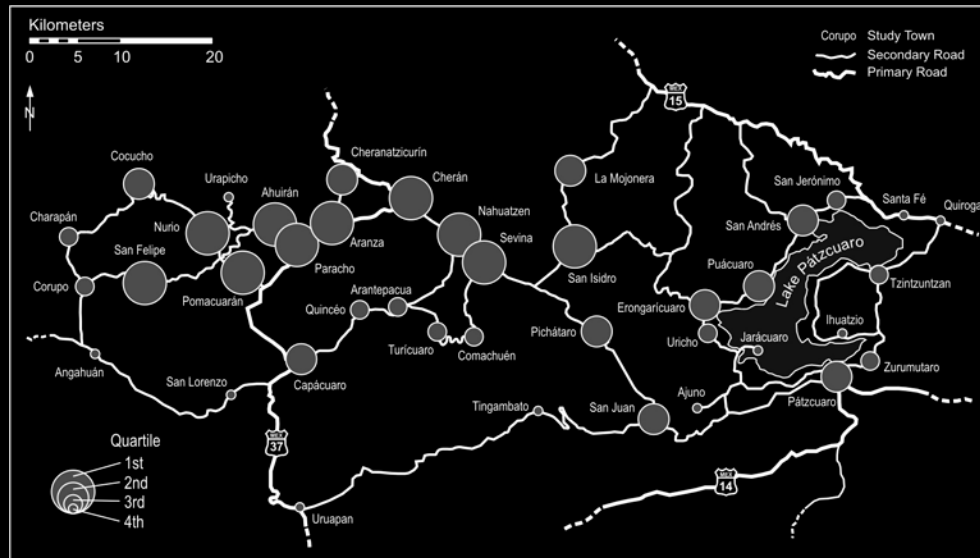 Kilometers
0 5 10 20
N
Corupo Study Town
Secondary Road
Primary Road
MEX
15
Cocucho
Urapicho
Ahuirán
Cheranatzicurín
Cherán
La Mojonera
San Jerónimo
Santa Fé
Quiroga
Charapán
Nurio
San Felipe
Aranza
Nahuatzen
Sevina
San Andrés
Corupo
Pomacuarán
Paracho
San Isidro
Puácuaro
Lake Pátzcuaro
Tzintzuntzan
Quincéo
Arantepacua
Erongarícuaro
Pichátaro
Uricho
Jarácuaro
Ihuatzio
Turícuaro
Comachuén
Angahuán
San Lorenzo
Capácuaro
Zurumutaro
Tingambato
San Juan
Ajuno
Pátzcuaro
Quartile
1st
2nd
3rd
4th
MEX
37
MEX
14
Uruapan